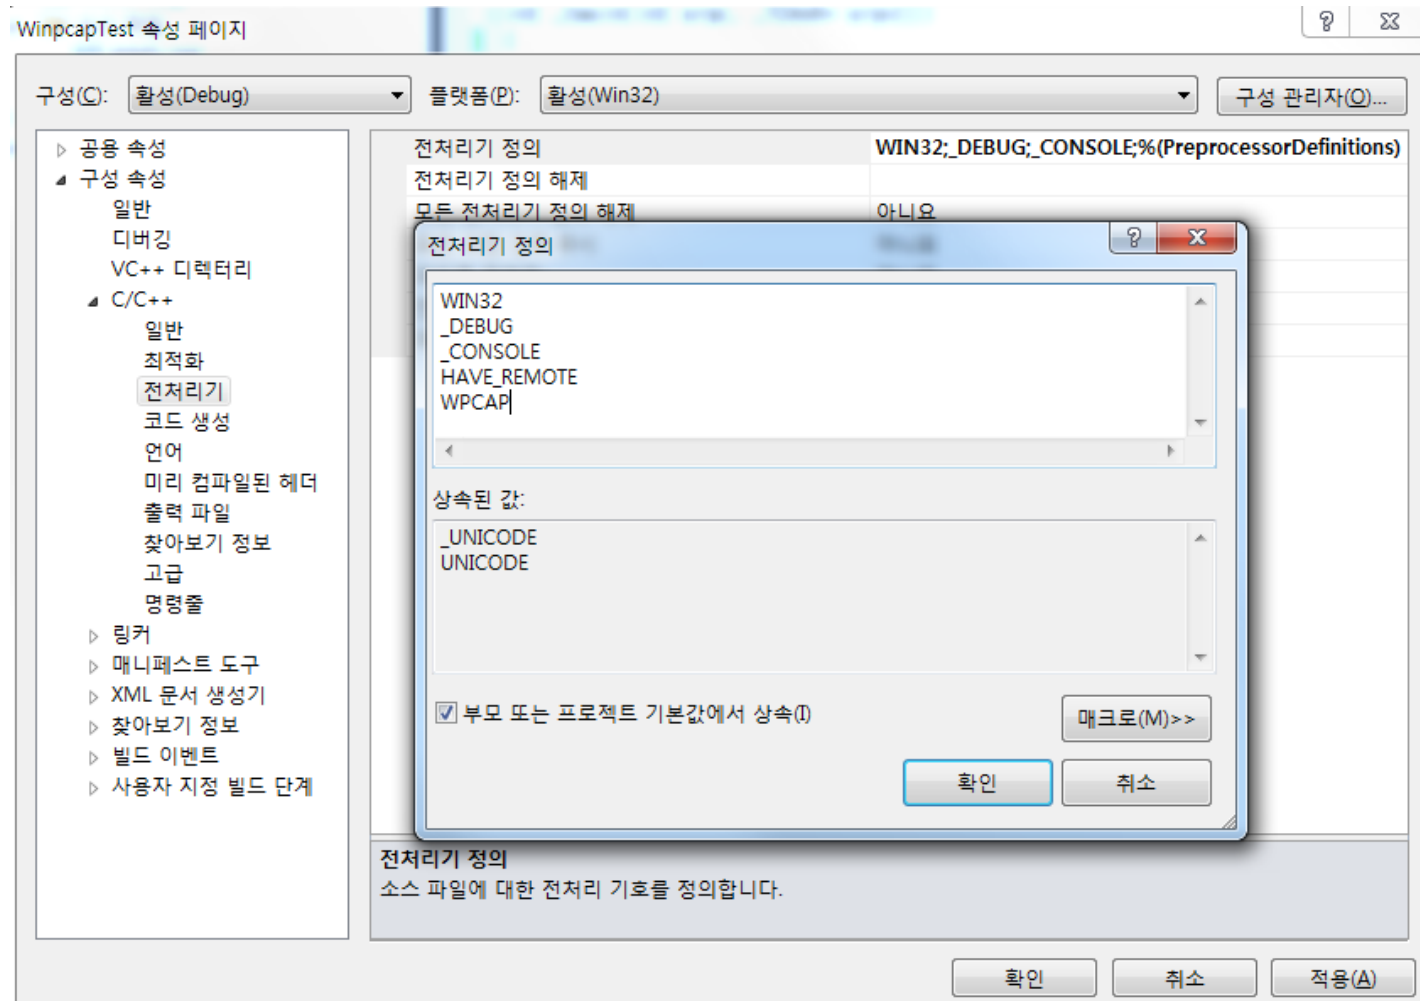 WinpcapTest 속성 페이지
구성(C): 활성(Debug) 플랫폼(P): 활성(Win32) 구성 관리자(O)...
공용 속성
구성 속성
일반
디버깅
VC++ 디렉터리
C/C++
일반
최적화
전처리기
코드 생성
언어
미리 컴파일된 헤더
출력 파일
찾아보기 정보
고급
명령줄
링커
매니페스트 도구
XML 문서 생성기
찾아보기 정보
빌드 이벤트
사용자 지정 빌드 단계
전처리기 정의 WIN32;_DEBUG;_CONSOLE;%(PreprocessorDefinitions)
전처리기 정의 해제
모든 전처리기 정의 해제 아니요
전처리기 정의
WIN32
_DEBUG
_CONSOLE
HAVE_REMOTE
WPCAP
상속된 값:
_UNICODE
UNICODE
부모 또는 프로젝트 기본값에서 상속(I)
매크로(M)>>
확인 취소
전처리기 정의
소스 파일에 대한 전처리 기호를 정의합니다.
확인 취소 적용(A)